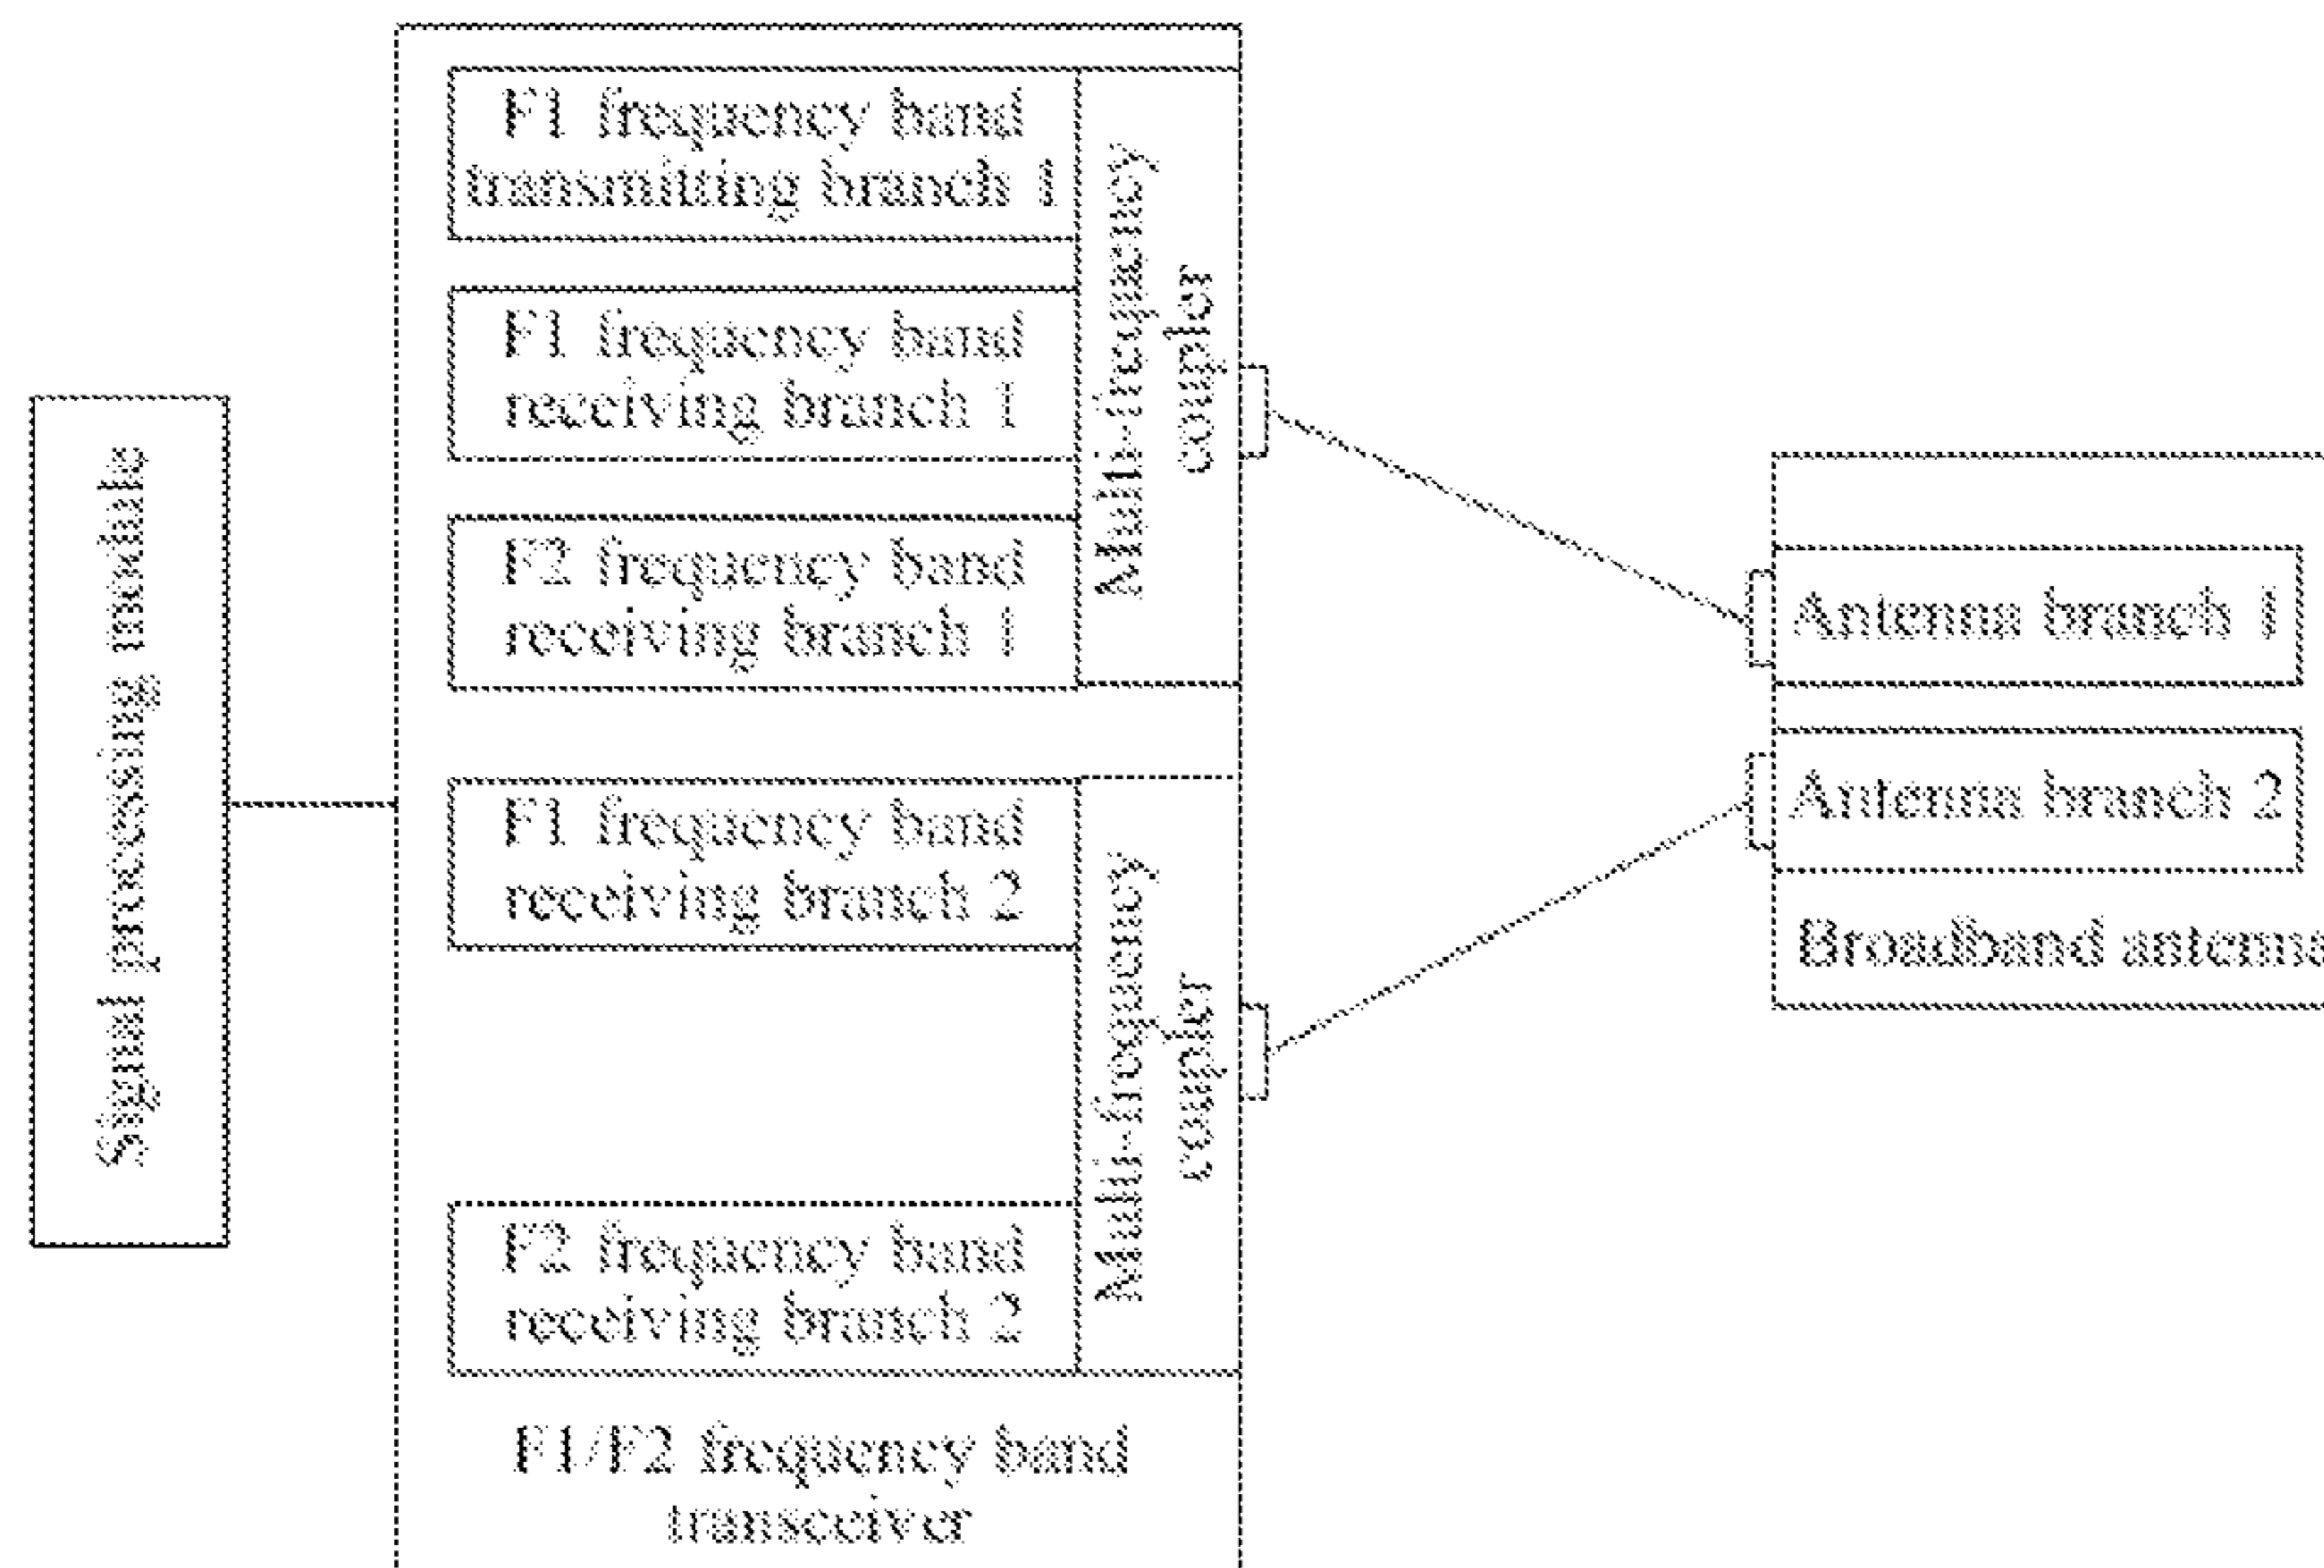 Signal processing module
F1 frequency band
transmitting branch 1
F1 frequency band
receiving branch 1
F2 frequency band
receiving branch 1
Multi-frequency
coupler
F1 frequency band
receiving branch 2
F2 frequency band
receiving branch 2
Multi-frequency
coupler
F1/F2 frequency band
transceiver
Antenna branch 1
Antenna branch 2
Broadband antenna